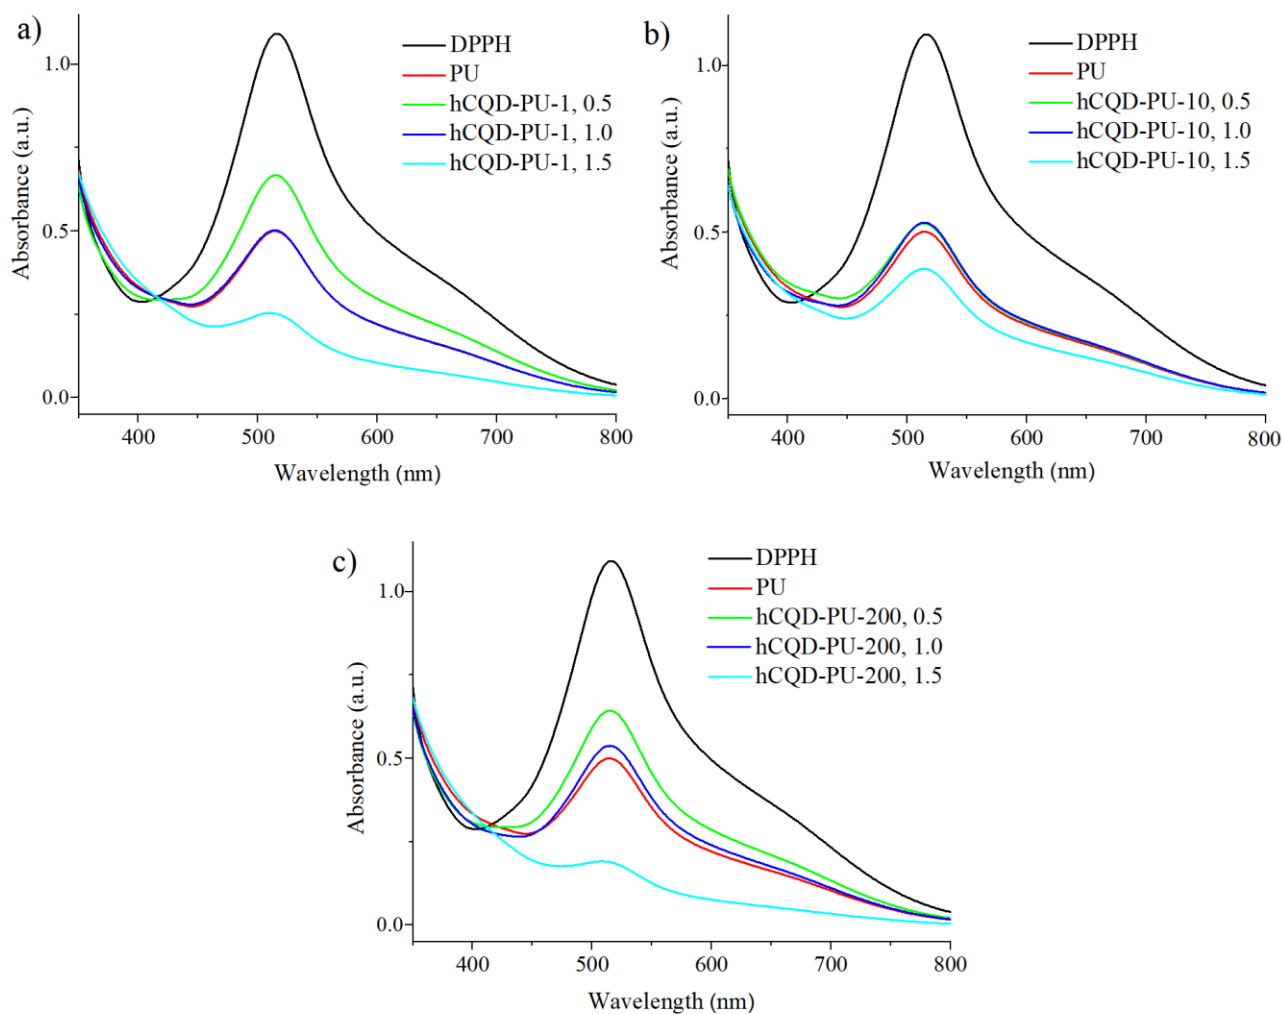 a)
DPPH
PU
hCQD-PU-1, 0.5
hCQD-PU-1, 1.0
hCQD-PU-1, 1.5
1.0
0.5
0.0
Absorbance (a.u.)
400 500 600 700 800
Wavelength (nm)
b)
DPPH
PU
hCQD-PU-10, 0.5
hCQD-PU-10, 1.0
hCQD-PU-10, 1.5
1.0
0.5
0.0
Absorbance (a.u.)
400 500 600 700 800
Wavelength (nm)
c)
DPPH
PU
hCQD-PU-200, 0.5
hCQD-PU-200, 1.0
hCQD-PU-200, 1.5
1.0
0.5
0.0
Absorbance (a.u.)
400 500 600 700 800
Wavelength (nm)